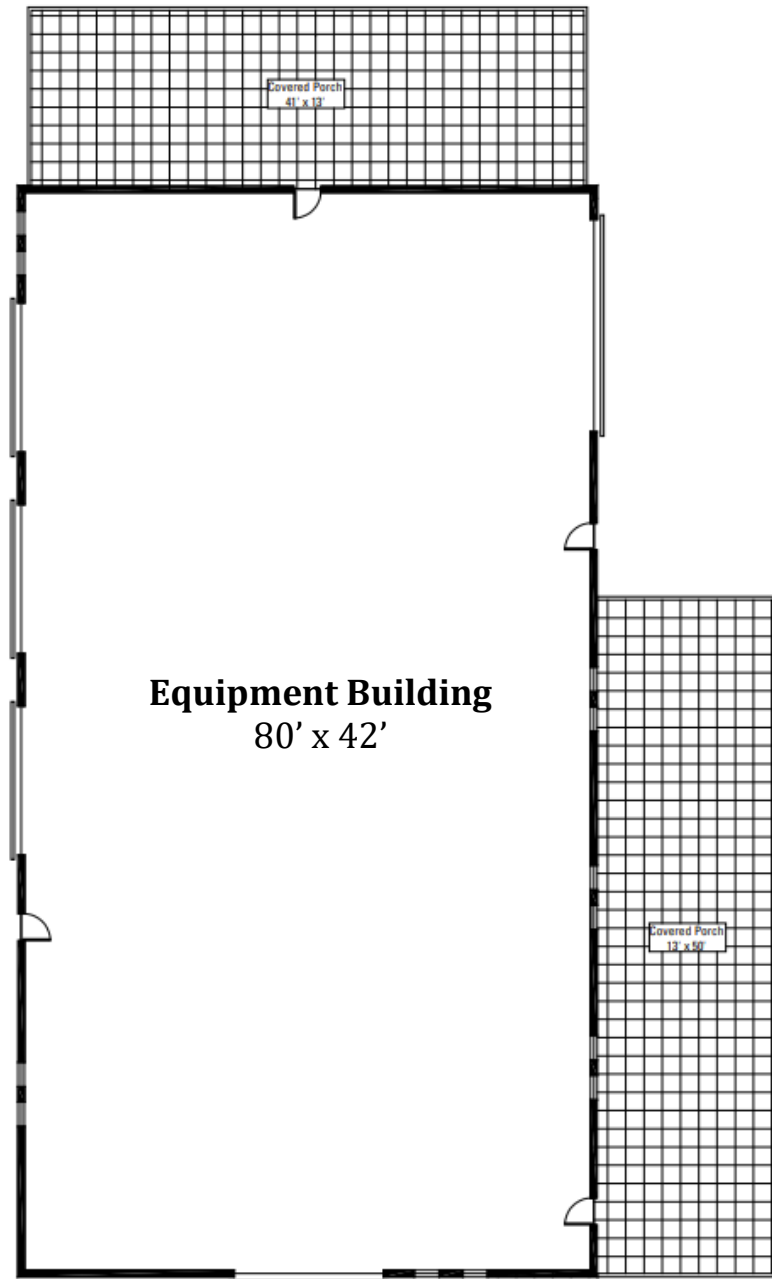 Covered Porch
41' x 13'
Equipment Building
80’ x 42’
Covered Porch
13' x 50'